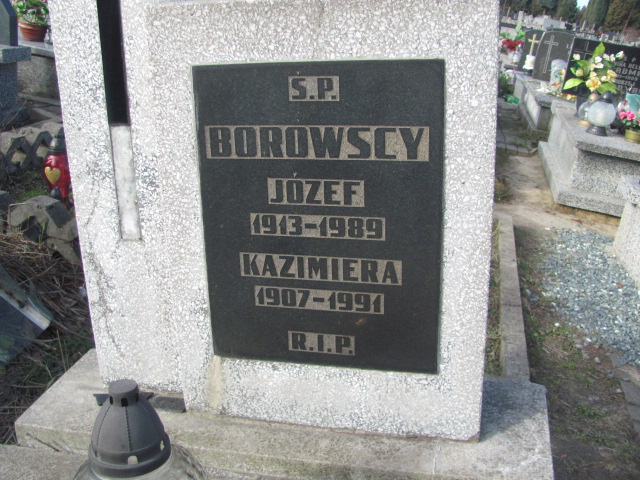 Ś.P.
BOROWSCY
JÓZEF
1913-1989
KAZIMIERA
1907-1991
R.I.P.